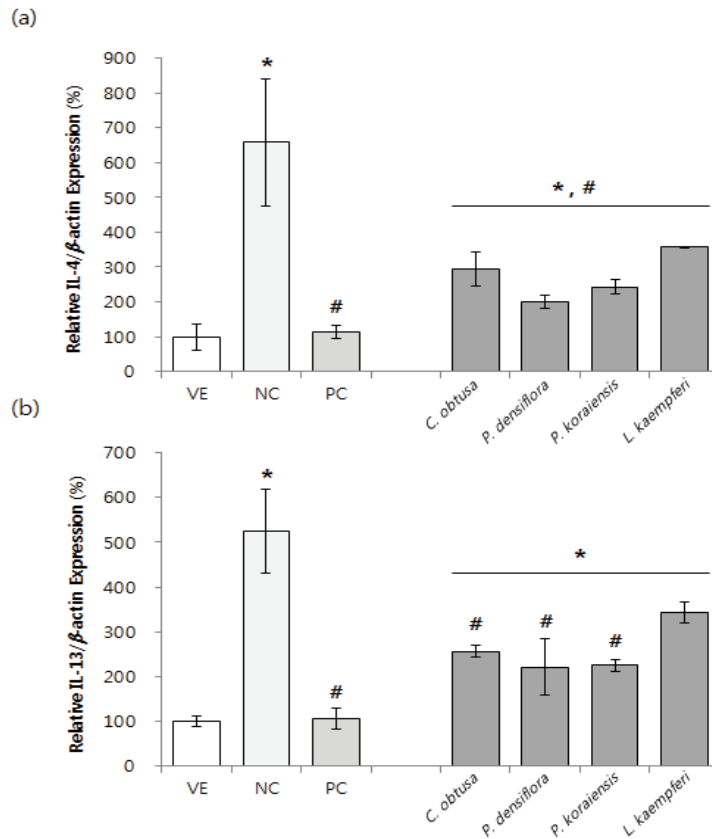 (a)
Relative IL-4/β-actin Expression (%)
900
800
700
600
500
400
300
200
100
0
*
#
*, #
VE
NC
PC
C. obtusa
P. densiflora
P. koraiensis
L. kaempferi
(b)
Relative IL-13/β-actin Expression (%)
700
600
500
400
300
200
100
0
*
#
*
#
#
#
VE
NC
PC
C. obtusa
P. densiflora
P. koraiensis
L. kaempferi